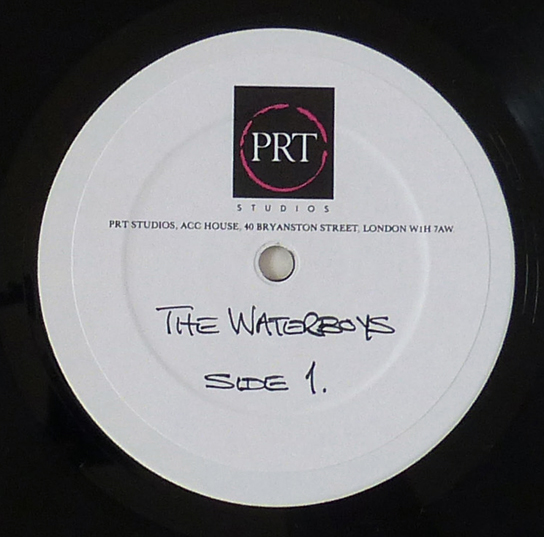 PRT
STUDIOS
PRT STUDIOS, ACC HOUSE, 40 BRYANSTON STREET, LONDON W1H 7AW
THE WATERBOYS
SIDE 1.